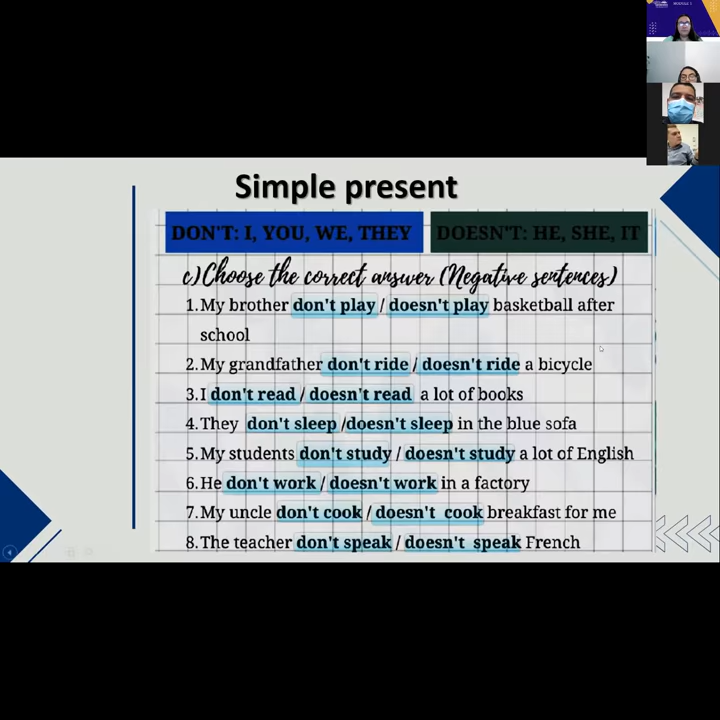 MODULE 1
Simple present
DON'T: I, YOU, WE, THEY
DOESN'T: HE, SHE, IT
c) Choose the correct answer (Negative sentences)
1. My brother don't play / doesn't play basketball after
school
2. My grandfather don't ride / doesn't ride a bicycle
3. I don't read / doesn't read a lot of books
4. They don't sleep / doesn't sleep in the blue sofa
5. My students don't study / doesn't study a lot of English
6. He don't work / doesn't work in a factory
7. My uncle don't cook / doesn't cook breakfast for me
8. The teacher don't speak / doesn't speak French